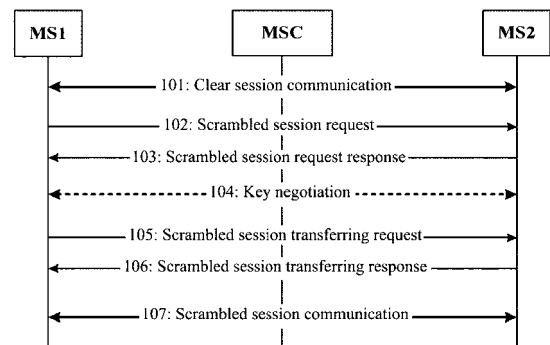 MS1 MSC MS2
101: Clear session communication
102: Scrambled session request
103: Scrambled session request response
104: Key negotiation
105: Scrambled session transferring request
106: Scrambled session transferring response
107: Scrambled session communication